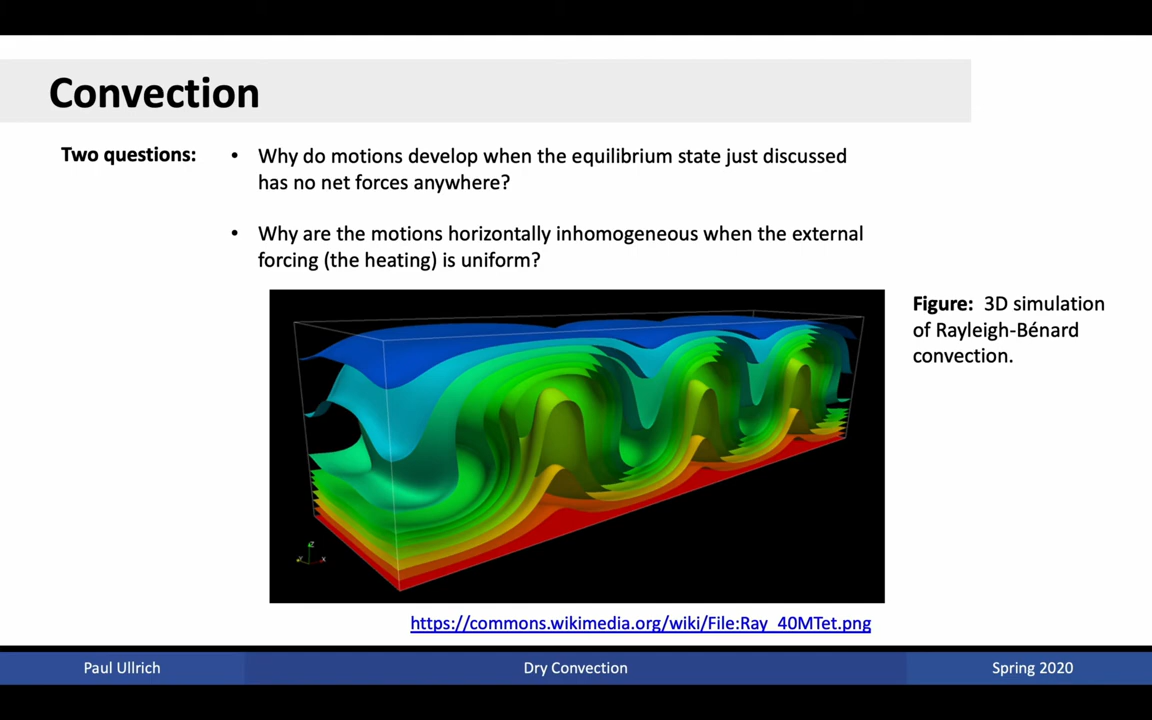 Convection
Two questions:
• Why do motions develop when the equilibrium state just discussed
has no net forces anywhere?
• Why are the motions horizontally inhomogeneous when the external
forcing (the heating) is uniform?
Figure: 3D simulation
of Rayleigh-Bénard
convection.
https://commons.wikimedia.org/wiki/File:Ray_40MTet.png
Paul Ullrich
Dry Convection
Spring 2020